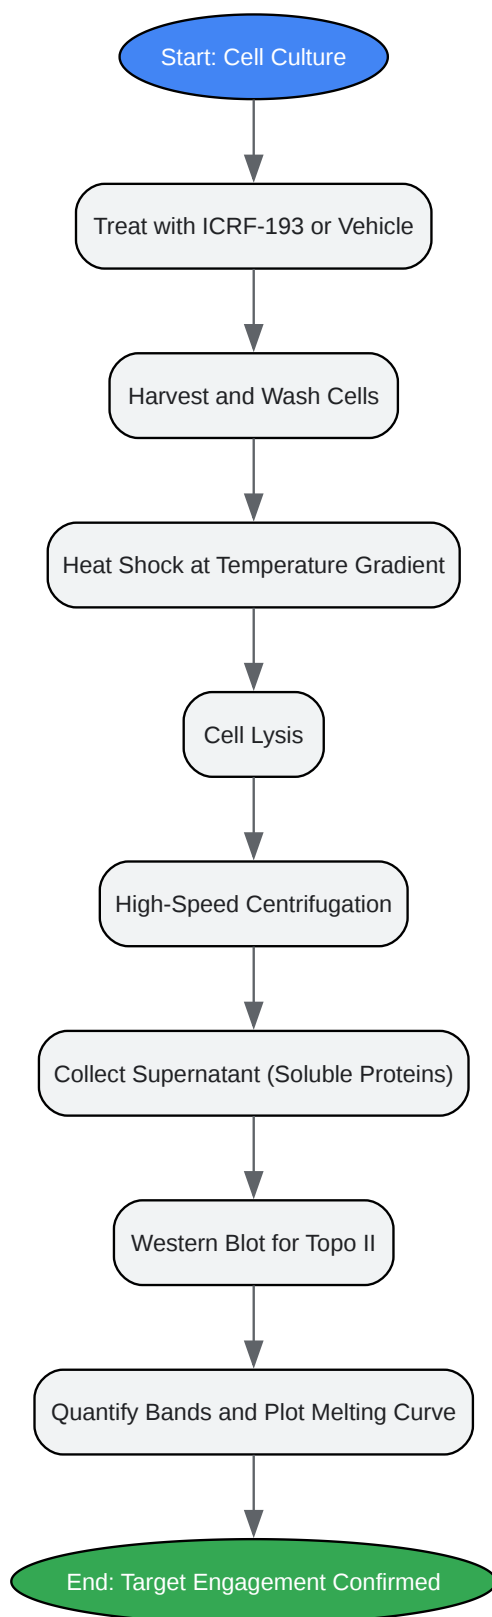 Start: Cell Culture
Treat with ICRF-193 or Vehicle
Harvest and Wash Cells
Heat Shock at Temperature Gradient
Cell Lysis
High-Speed Centrifugation
Collect Supernatant (Soluble Proteins)
Western Blot for Topo II
Quantify Bands and Plot Melting Curve
End: Target Engagement Confirmed